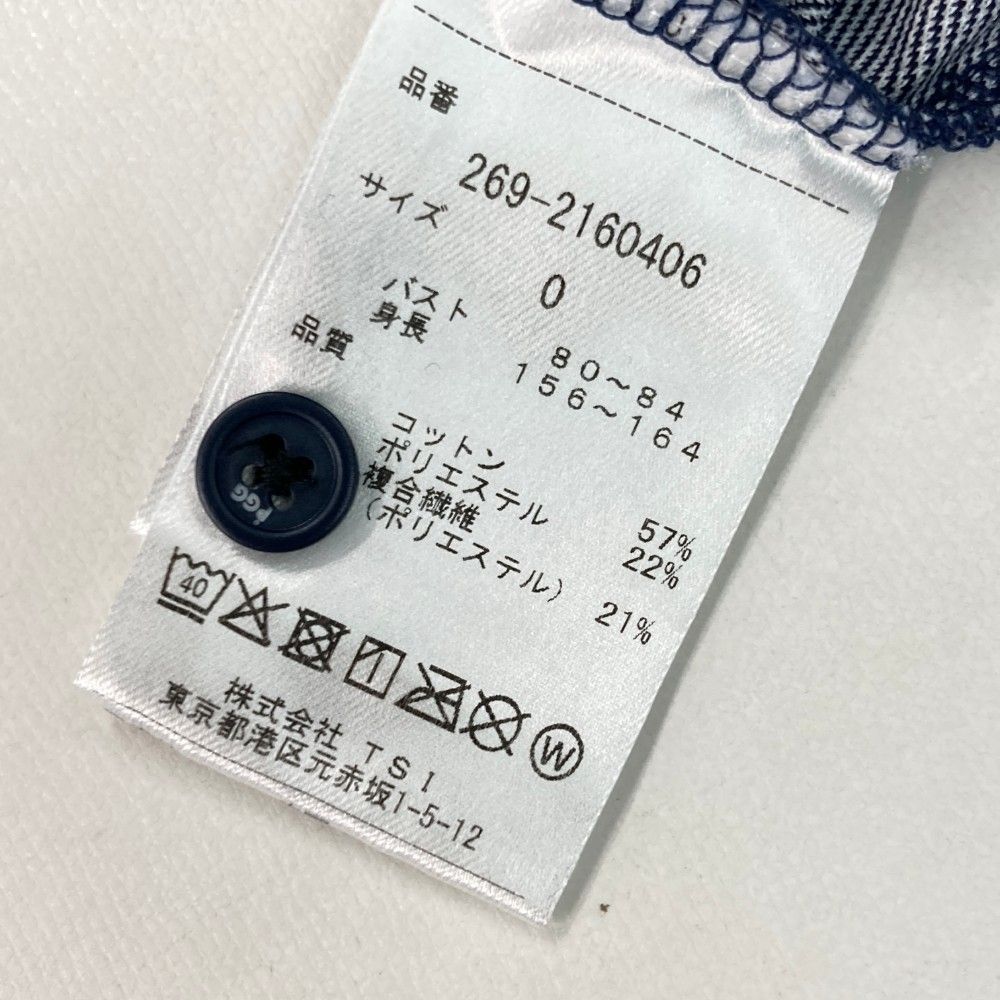 品番
269-2160406
サイズ
0
バスト 80～84
身長 156～164
品質
コットン 57%
ポリエステル 22%
複合繊維
(ポリエステル) 21%
PGG
40
W
株式会社 TSI
東京都港区元赤坂1-5-12